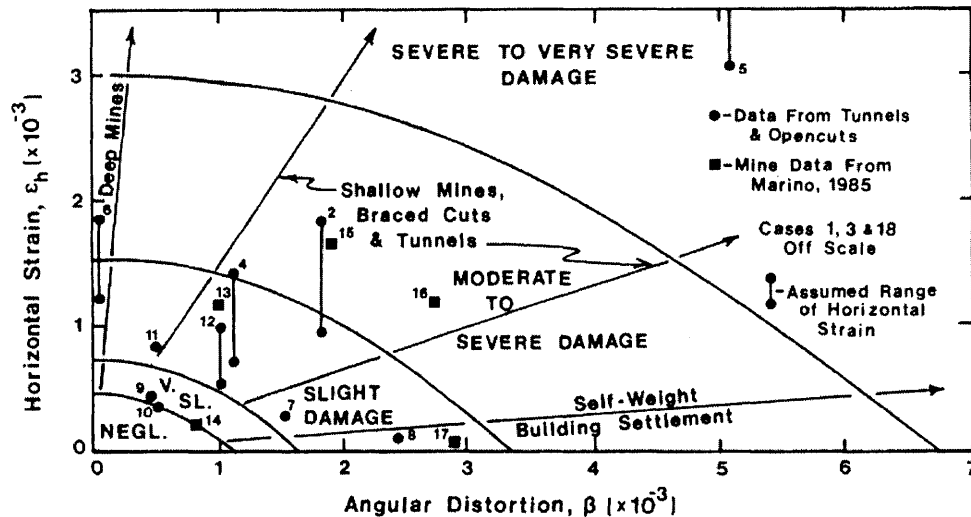 SEVERE TO VERY SEVERE
DAMAGE
5
3
●-Data From Tunnels
& Opencuts
■-Mine Data From
Marino, 1985
Deep Mines
Shallow Mines,
Braced Cuts
& Tunnels
2
6
2
15
Cases 1, 3 & 18
Off Scale
4
MODERATE
TO
SEVERE DAMAGE
16
13
-Assumed Range
of Horizontal
Strain
1
12
11
9
V.
SL.
10
SLIGHT
DAMAGE
7
Self-Weight
Building Settlement
NEGL.
14
8
17
0
0
1
2
3
4
5
6
7
Horizontal Strain, εh (×10-3)
Angular Distortion, β (×10-3)